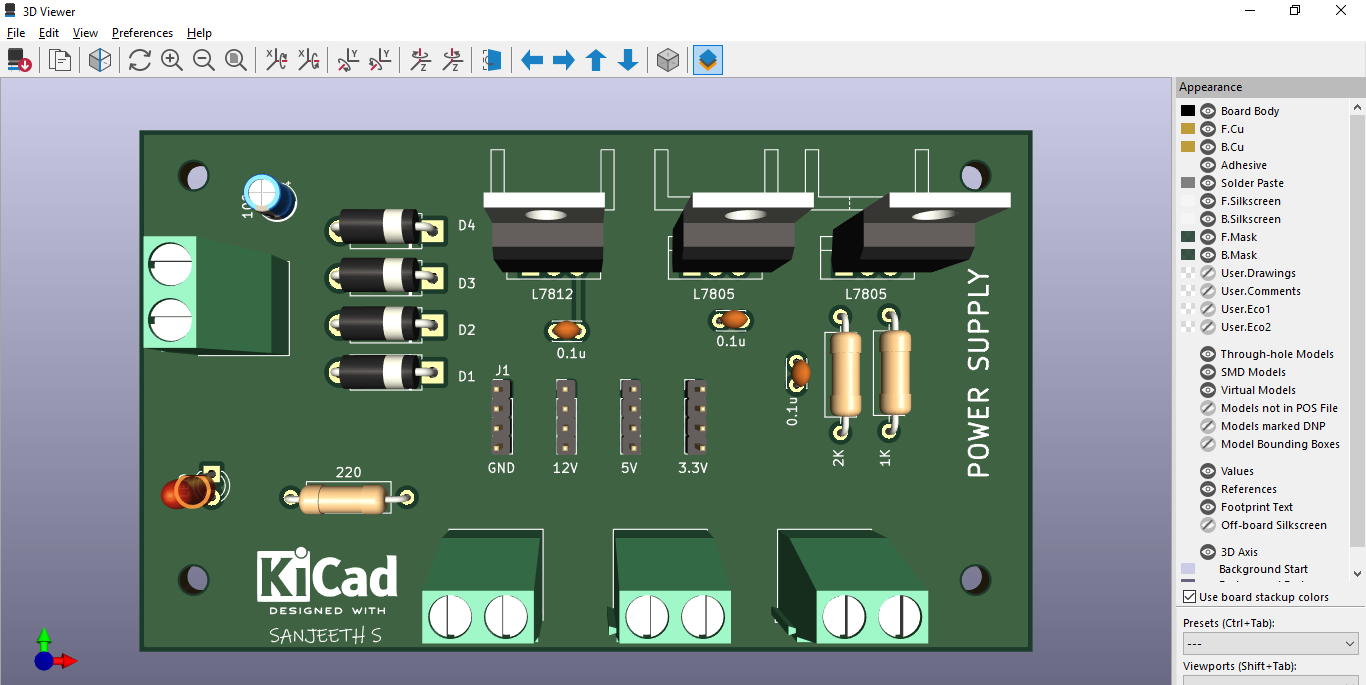 3D Viewer
File Edit View Preferences Help
Appearance
Board Body
F.Cu
B.Cu
Adhesive
Solder Paste
F.Silkscreen
B.Silkscreen
F.Mask
B.Mask
User.Drawings
User.Comments
User.Eco1
User.Eco2
Through-hole Models
SMD Models
Virtual Models
Models not in POS File
Models marked DNP
Model Bounding Boxes
Values
References
Footprint Text
Off-board Silkscreen
3D Axis
Background Start
Use board stackup colors
Presets (Ctrl+Tab):
---
Viewports (Shift+Tab):
D4
D3
D2
D1
L7812
L7805
L7805
0.1u
0.1u
0.1u
2K
1K
POWER SUPPLY
J1
GND
12V
5V
3.3V
220
KiCad
DESIGNED WITH
SANJEETH S